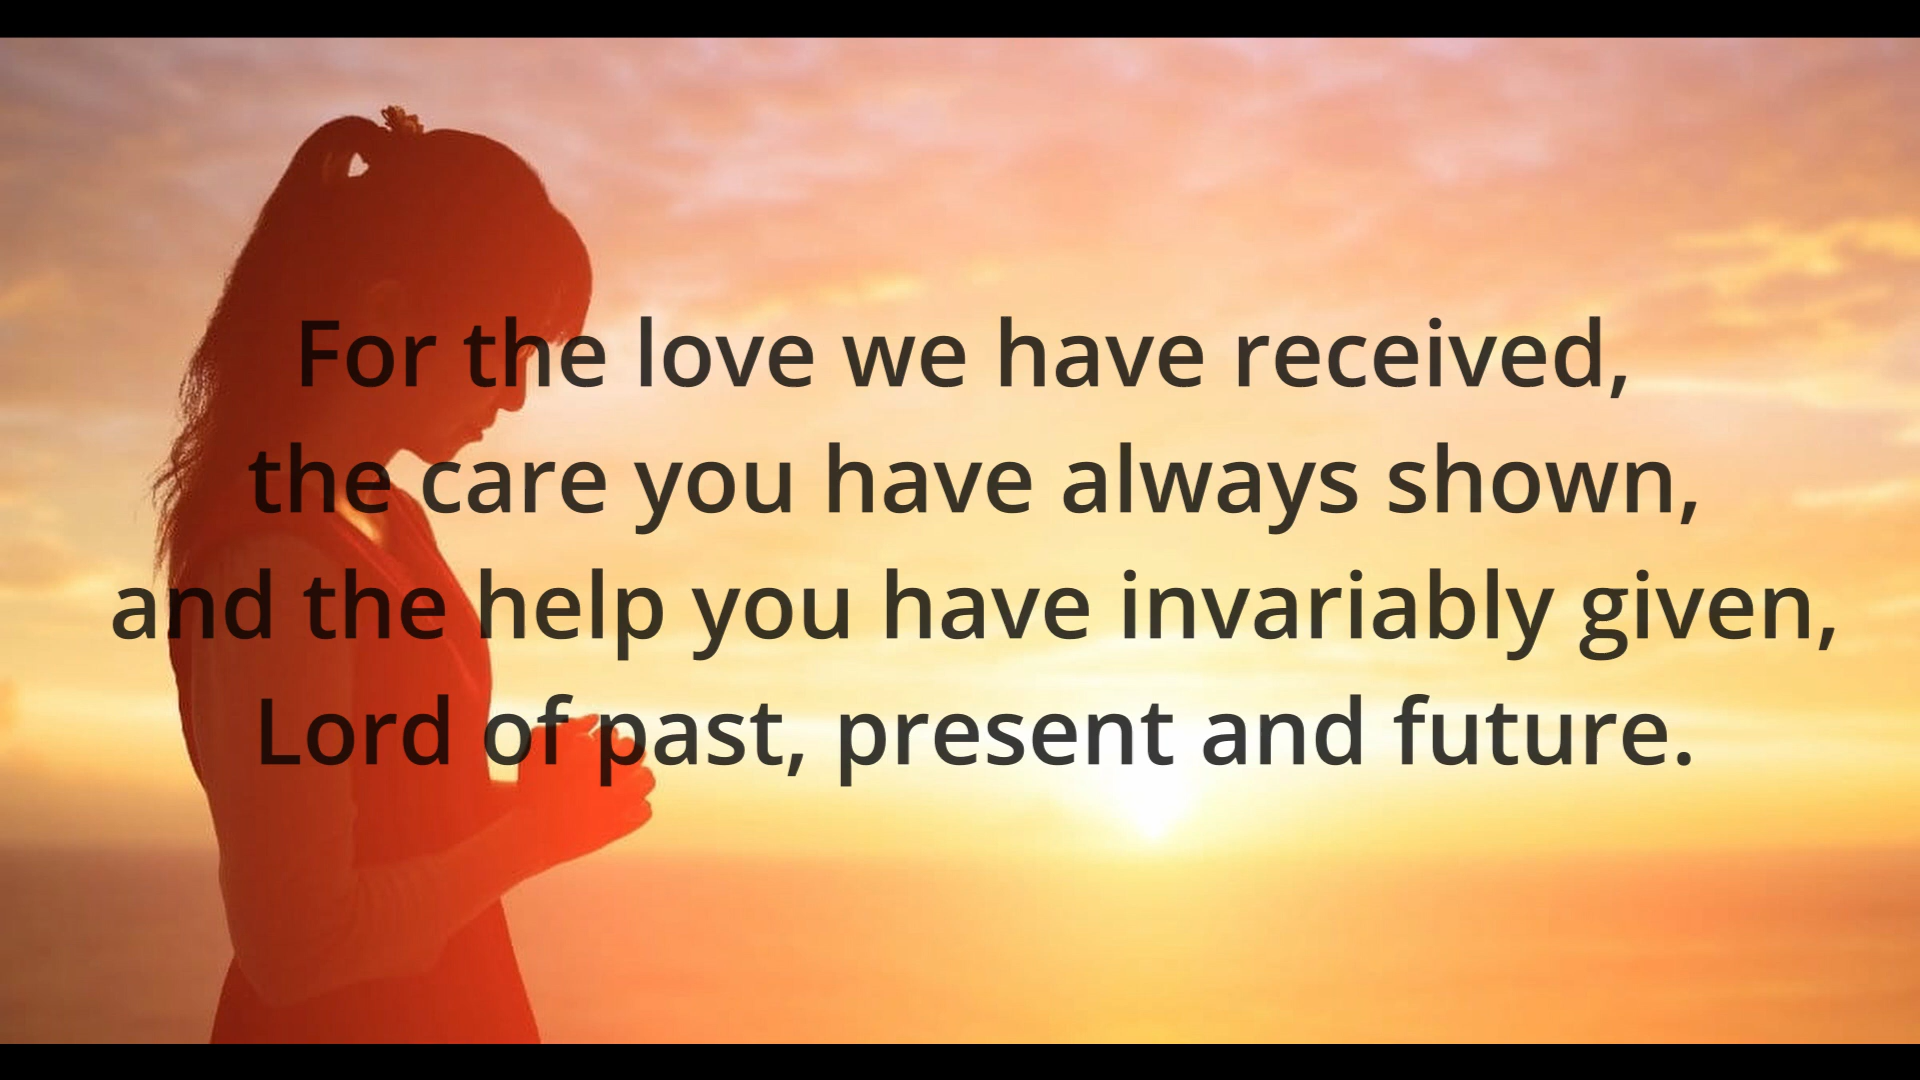 For the love we have received,
the care you have always shown,
and the help you have invariably given,
Lord of past, present and future.